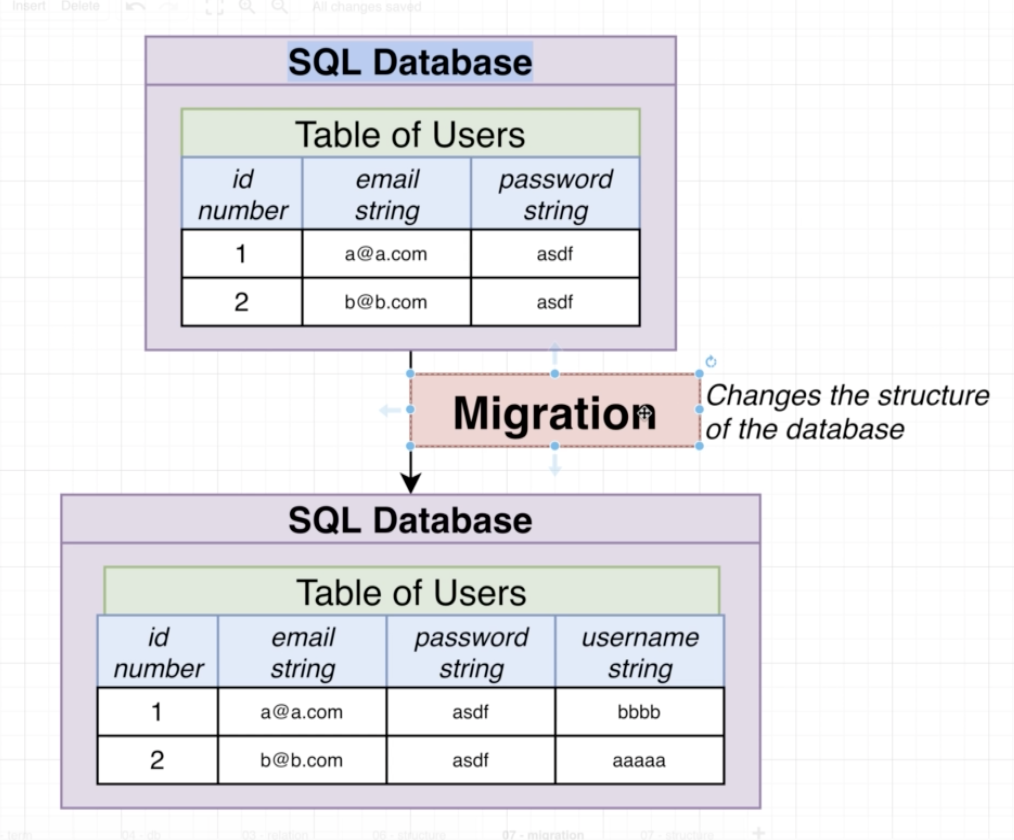 Insert Delete All changes saved
SQL Database
Table of Users
id email password
number string string
1 a@a.com asdf
2 b@b.com asdf
Migration
Changes the structure
of the database
SQL Database
Table of Users
id email password username
number string string string
1 a@a.com asdf bbbb
2 b@b.com asdf aaaaa
04 - db 03 - relation 06 - structure 07 - migration 07 - structure